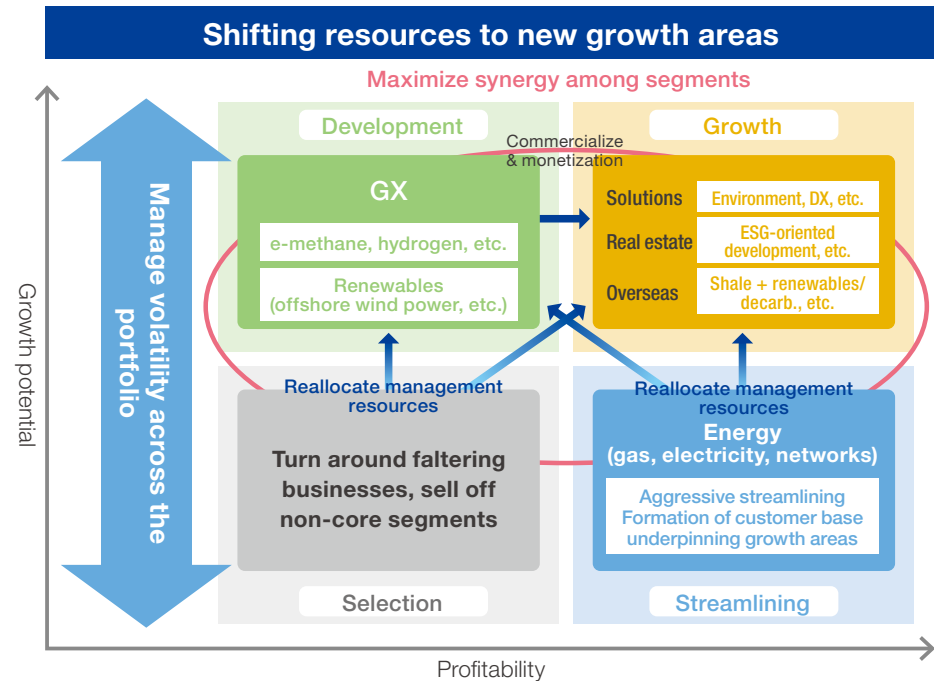 Shifting resources to new growth areas
Maximize synergy among segments
Growth potential
Manage volatility across the
portfolio
Development
Growth
Commercialize
& monetization
GX
e-methane, hydrogen, etc.
Renewables
(offshore wind power, etc.)
Solutions
Environment, DX, etc.
Real estate
ESG-oriented
development, etc.
Overseas
Shale + renewables/
decarb., etc.
Reallocate management
resources
Turn around faltering
businesses, sell off
non-core segments
Selection
Reallocate management
resources
Energy
(gas, electricity, networks)
Aggressive streamlining
Formation of customer base
underpinning growth areas
Streamlining
Profitability